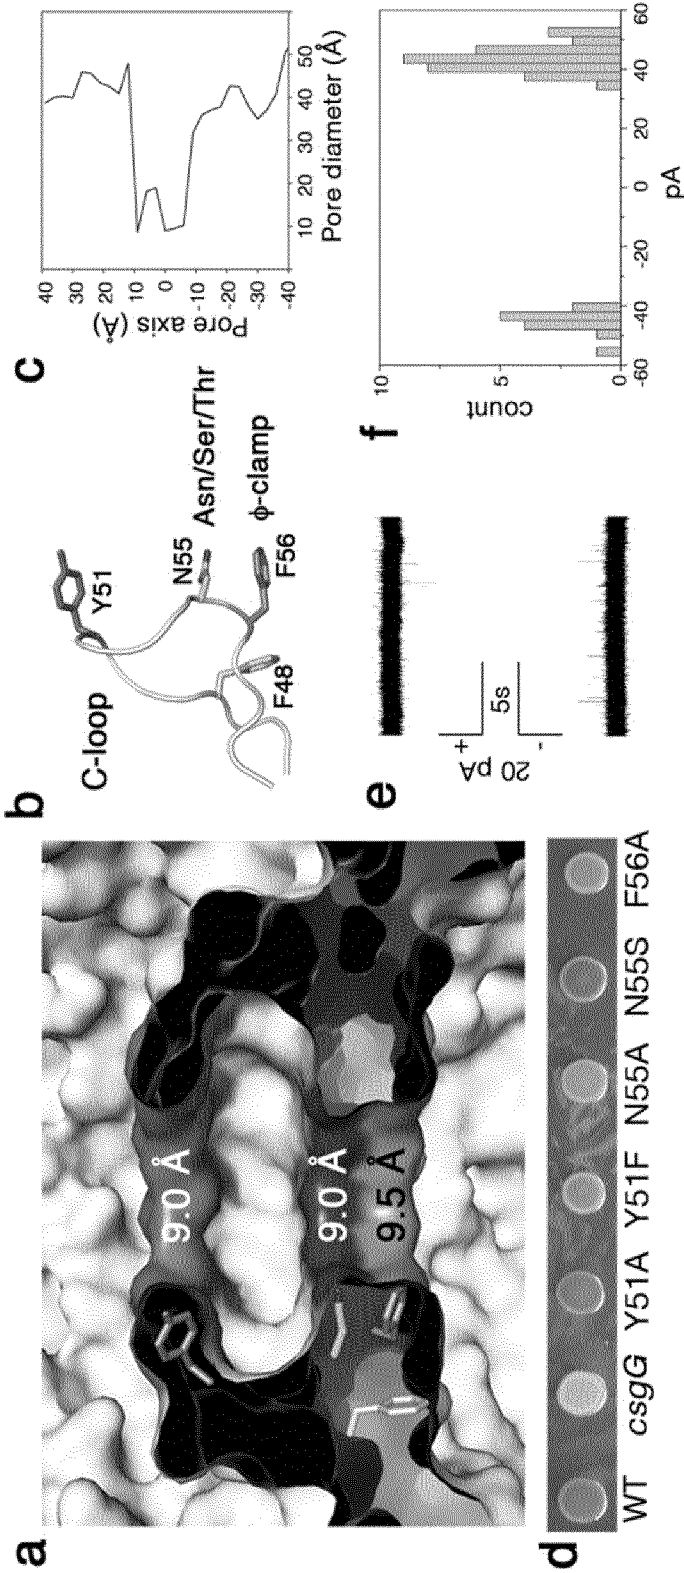 a
9.0 Å
9.0 Å
9.5 Å
b
C-loop
Y51
N55
Asn/Ser/Thr
F56
ϕ-clamp
F48
c
Pore axis (Å)
40
30
20
10
0
-10
-20
-30
-40
10 20 30 40 50
Pore diameter (Å)
d
WT csgG Y51A Y51F N55A N55S F56A
e
20 pA
+
-
5s
f
count
10
5
0
-60 -40 -20 0 20 40 60
pA